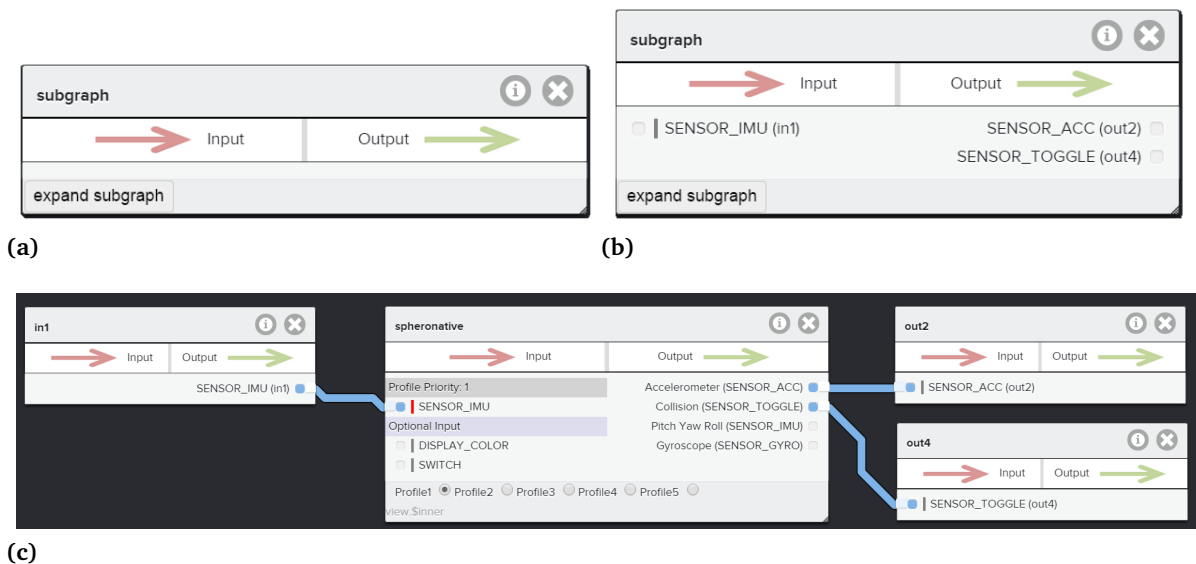 subgraph
Input Output
expand subgraph
(a)
subgraph
Input Output
SENSOR_IMU (in1) SENSOR_ACC (out2)
SENSOR_TOGGLE (out4)
expand subgraph
(b)
in1
Input Output
SENSOR_IMU (in1)
spheronative
Input Output
Profile Priority: 1
SENSOR_IMU
Optional Input
DISPLAY_COLOR
SWITCH
Accelerometer (SENSOR_ACC)
Collision (SENSOR_TOGGLE)
Pitch Yaw Roll (SENSOR_IMU)
Gyroscope (SENSOR_GYRO)
Profile1 Profile2 Profile3 Profile4 Profile5
view.$inner
out2
Input Output
SENSOR_ACC (out2)
out4
Input Output
SENSOR_TOGGLE (out4)
(c)